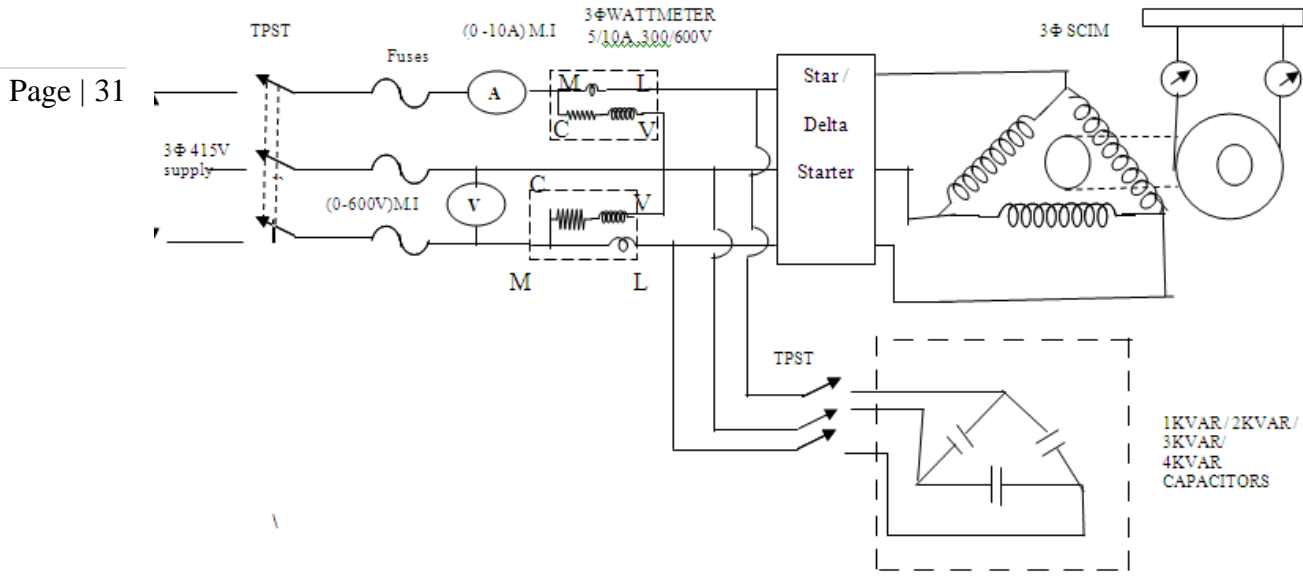 3ΦWATTMETER
5/10A ,300/600V
TPST
(0 -10A) M.I
3Φ SCIM
Fuses
Page | 31
M
L
Star /
A
C
V
Delta
3Φ 415V
supply
Starter
C
(0-600V)M.I
V
V
M
L
TPST
1KVAR / 2KVAR /
3KVAR/
4KVAR
CAPACITORS
\